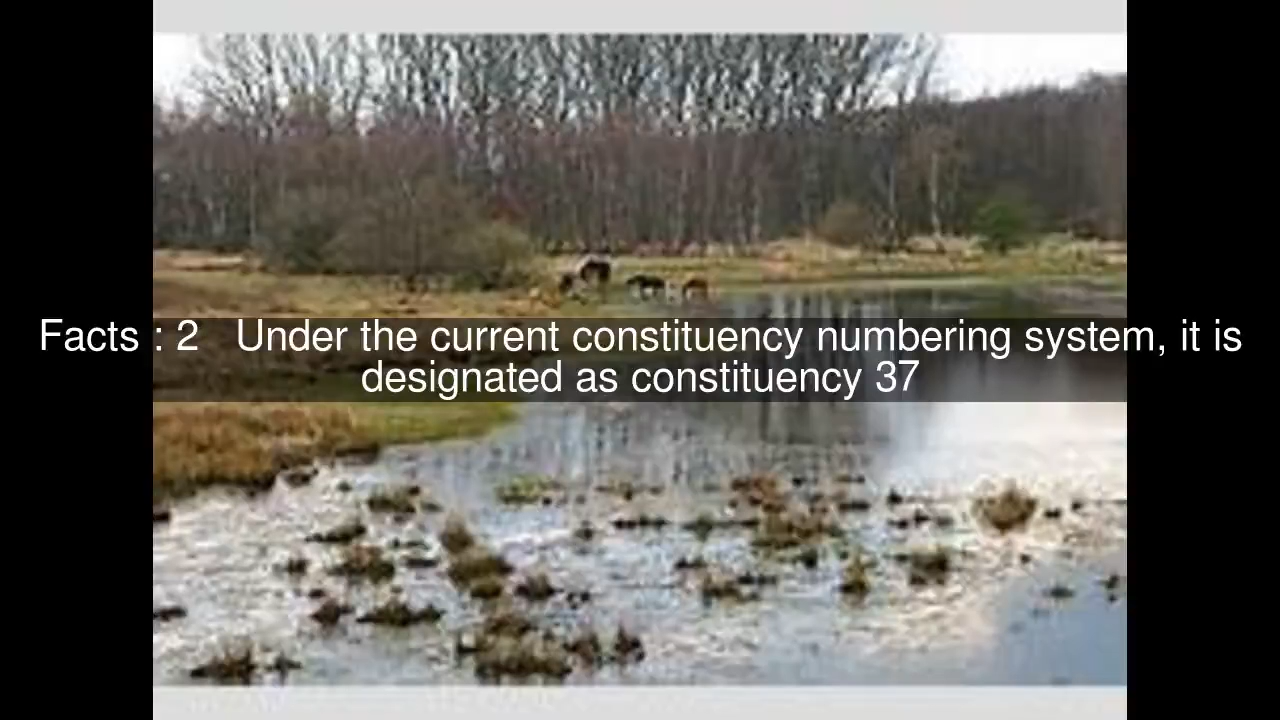 Facts : 2 Under the current constituency numbering system, it is
designated as constituency 37